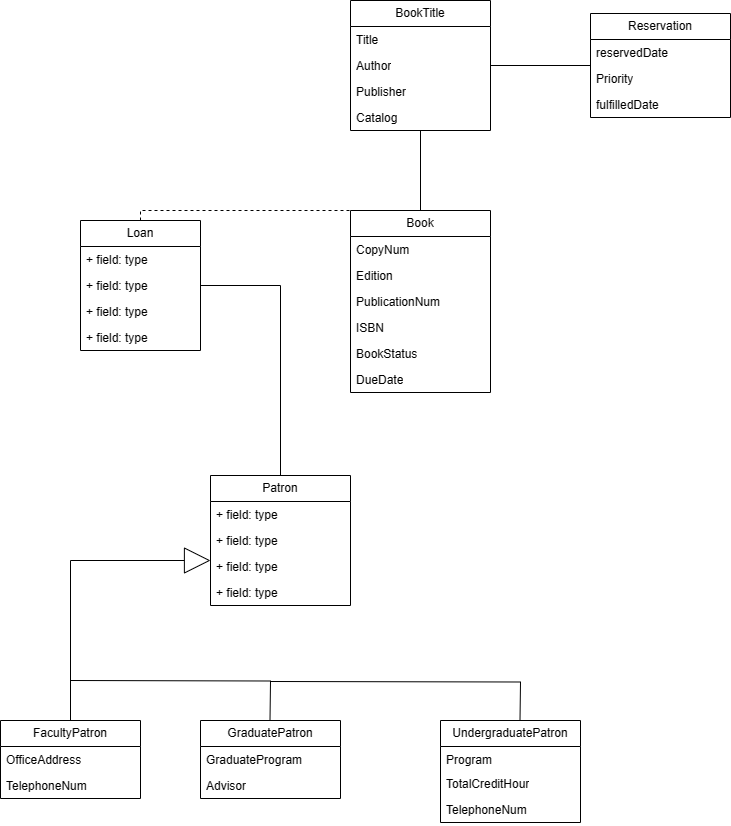 BookTitle
Title
Author
Publisher
Catalog
Reservation
reservedDate
Priority
fulfilledDate
Loan
+ field: type
+ field: type
+ field: type
+ field: type
Book
CopyNum
Edition
PublicationNum
ISBN
BookStatus
DueDate
Patron
+ field: type
+ field: type
+ field: type
+ field: type
FacultyPatron
OfficeAddress
TelephoneNum
GraduatePatron
GraduateProgram
Advisor
UndergraduatePatron
Program
TotalCreditHour
TelephoneNum